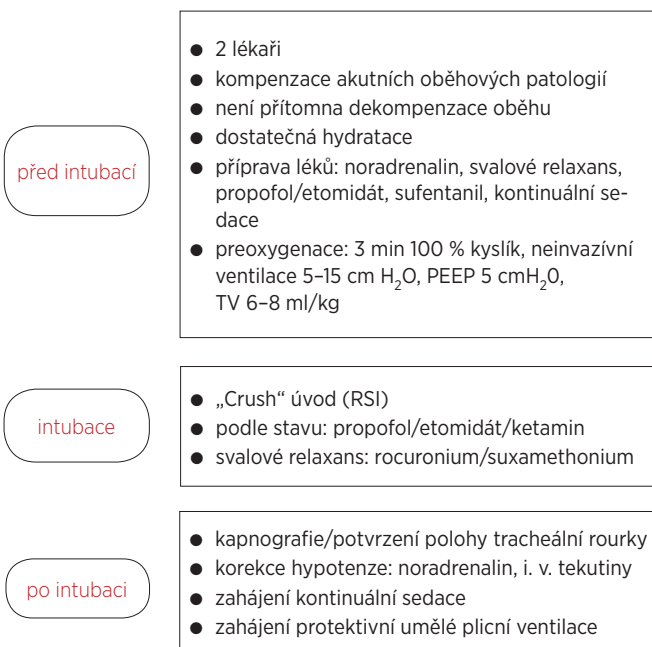 před intubací
● 2 lékaři
● kompenzace akutních oběhových patologií
● není přítomna dekompenzace oběhu
● dostatečná hydratace
● příprava léků: noradrenalin, svalové relaxans,
propofol/etomidát, sufentanil, kontinuální se-
dace
● preoxygenace: 3 min 100 % kyslík, neinvazívní
ventilace 5–15 cm H₂O, PEEP 5 cmH₂0,
TV 6–8 ml/kg
intubace
● „Crush“ úvod (RSI)
● podle stavu: propofol/etomidát/ketamin
● svalové relaxans: rocuronium/suxamethonium
po intubaci
● kapnografie/potvrzení polohy tracheální rourky
● korekce hypotenze: noradrenalin, i. v. tekutiny
● zahájení kontinuální sedace
● zahájení protektivní umělé plicní ventilace